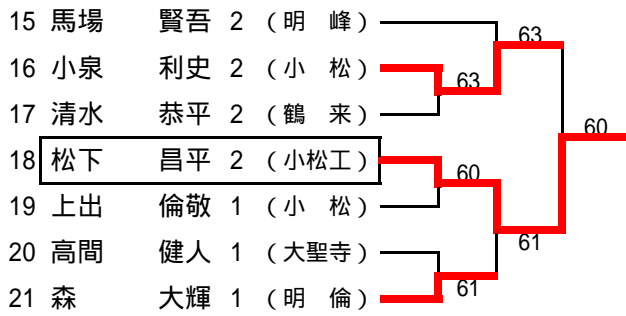 15 馬場 賢吾 2 (明 峰)
63
16 小泉 利史 2 (小 松)
63
17 清水 恭平 2 (鶴 来)
60
18 松下 昌平 2 (小松工)
60
19 上出 倫敬 1 (小 松)
61
20 高間 健人 1 (大聖寺)
61
21 森 大輝 1 (明 倫)